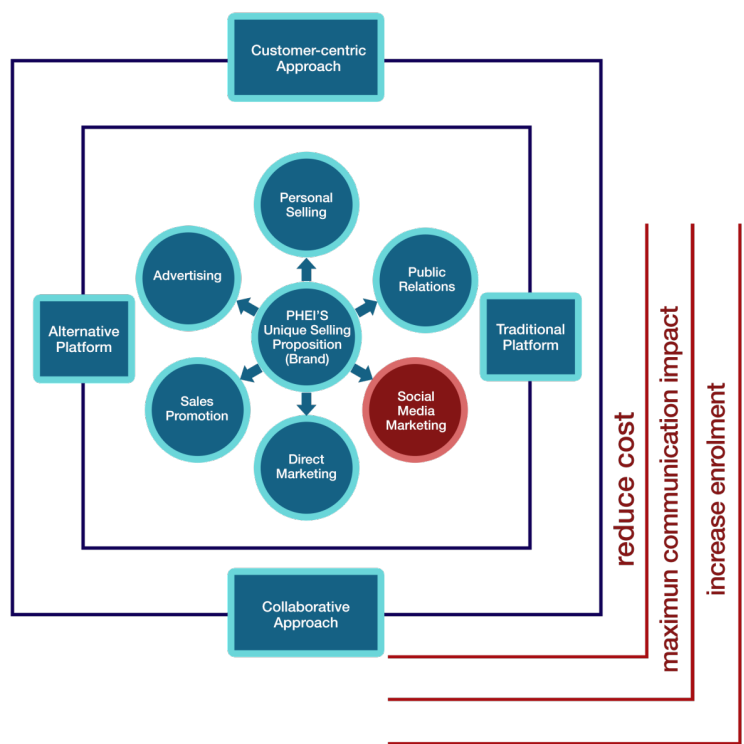 Customer-centric
Approach
Personal
Selling
Advertising
Public
Relations
PHEI'S
Unique Selling
Proposition
(Brand)
Alternative
Platform
Traditional
Platform
Sales
Promotion
Social
Media
Marketing
Direct
Marketing
Collaborative
Approach
reduce cost
maximun communication impact
increase enrolment